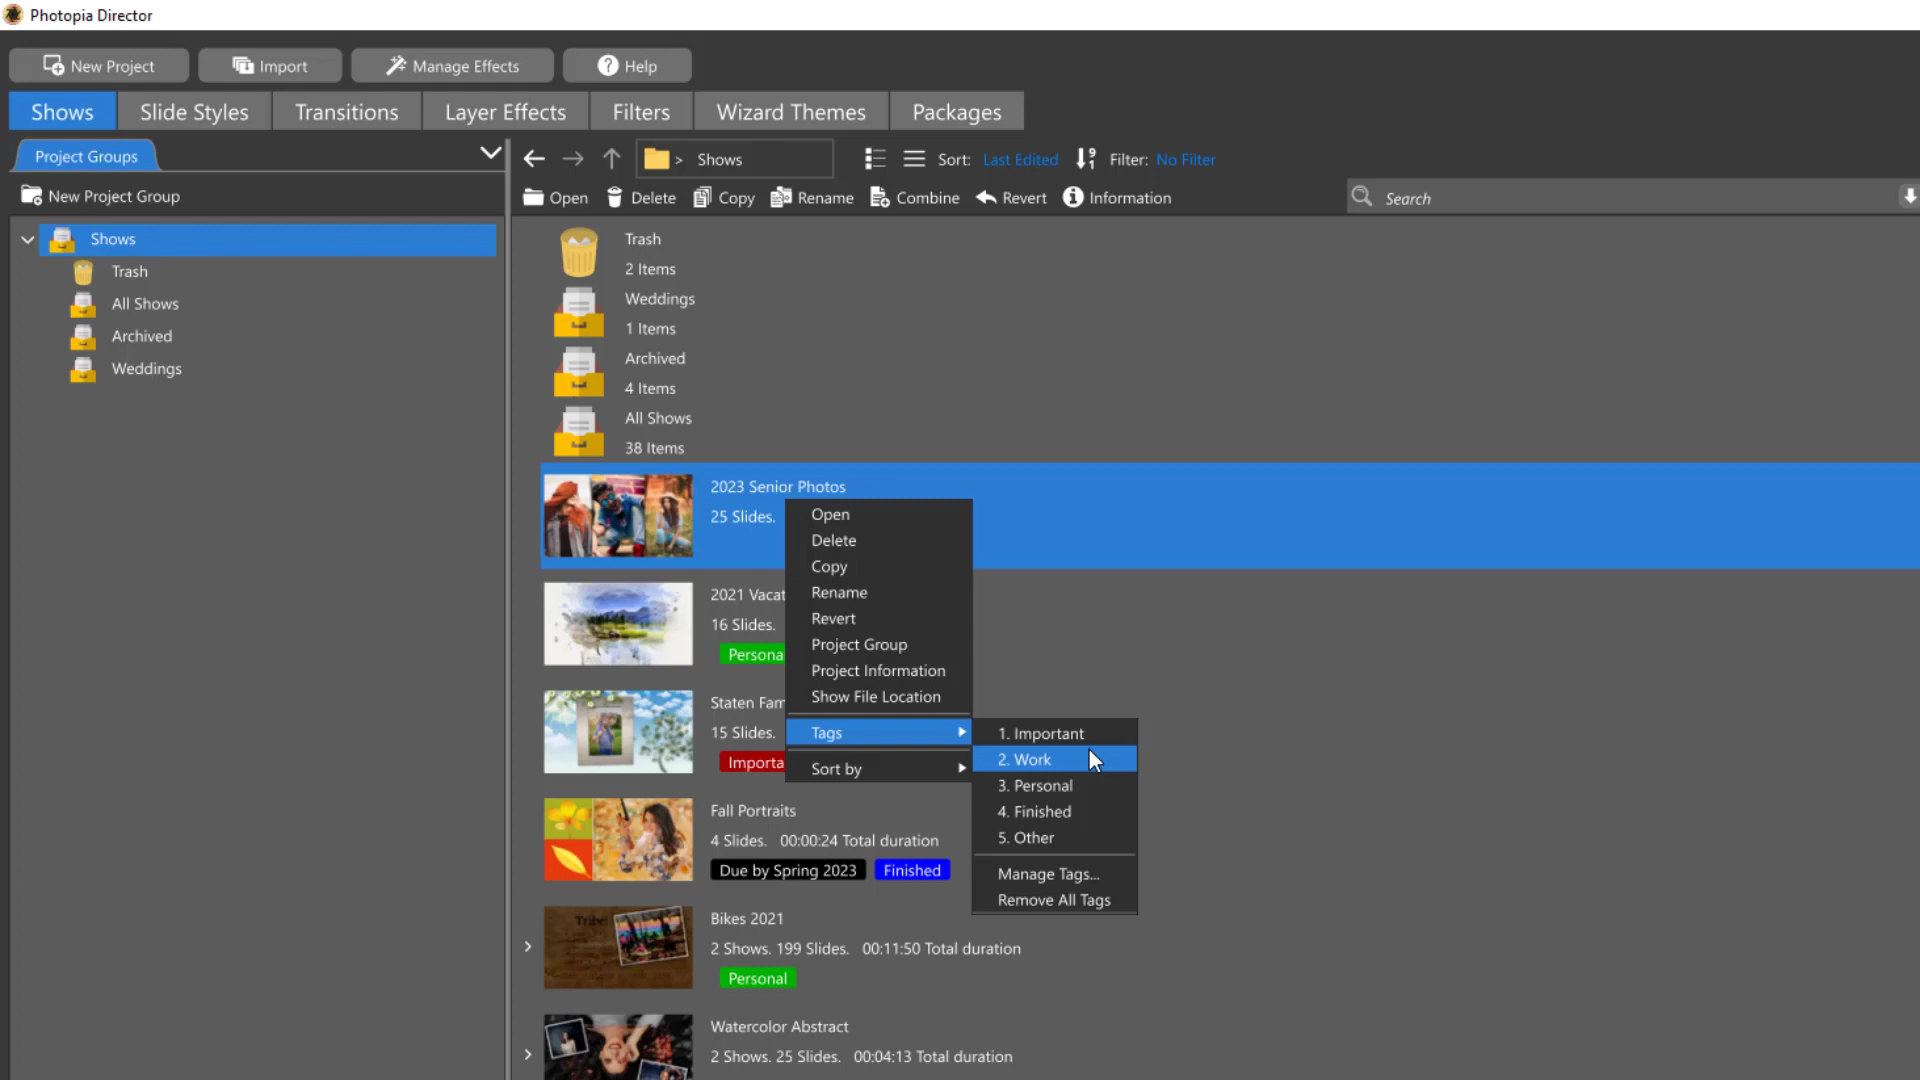 Photopia Director
New Project
Import
Manage Effects
Help
Shows
Slide Styles
Transitions
Layer Effects
Filters
Wizard Themes
Packages
Project Groups
New Project Group
Shows
Trash
All Shows
Archived
Weddings
> Shows
Sort: Last Edited
Filter: No Filter
Open
Delete
Copy
Rename
Combine
Revert
Information
Search
Trash
2 Items
Weddings
1 Items
Archived
4 Items
All Shows
38 Items
2023 Senior Photos
25 Slides.
2021 Vacat
16 Slides.
Persona
Staten Fam
15 Slides.
Importa
Fall Portraits
4 Slides. 00:00:24 Total duration
Due by Spring 2023 Finished
Bikes 2021
2 Shows. 199 Slides. 00:11:50 Total duration
Personal
Watercolor Abstract
2 Shows. 25 Slides. 00:04:13 Total duration
Open
Delete
Copy
Rename
Revert
Project Group
Project Information
Show File Location
Tags
Sort by
1. Important
2. Work
3. Personal
4. Finished
5. Other
Manage Tags...
Remove All Tags